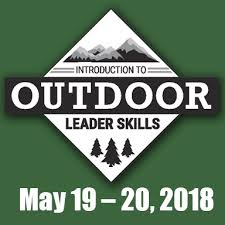 INTRODUCTION TO
OUTDOOR
LEADER SKILLS
May 19 – 20, 2018